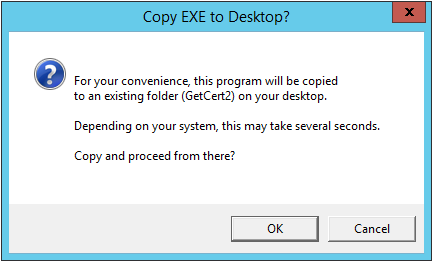 Copy EXE to Desktop?
For your convenience, this program will be copied
to an existing folder (GetCert2) on your desktop.
Depending on your system, this may take several seconds.
Copy and proceed from there?
OK
Cancel